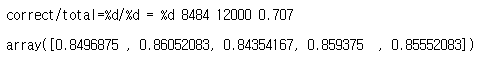 correct/total=%d/%d = %d 8484 12000 0.707
array([0.8496875 , 0.86052083, 0.84354167, 0.859375  , 0.85552083])